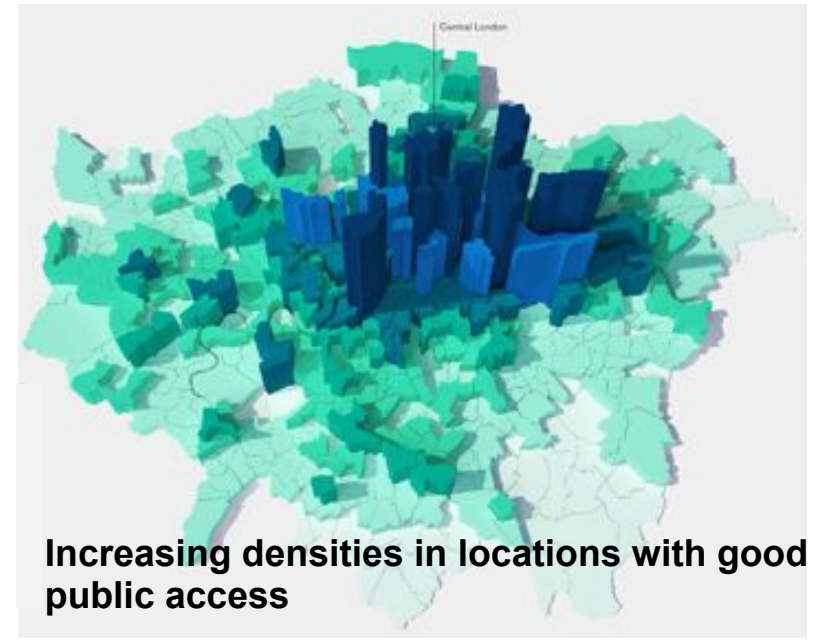 Central London
Increasing densities in locations with good
public access